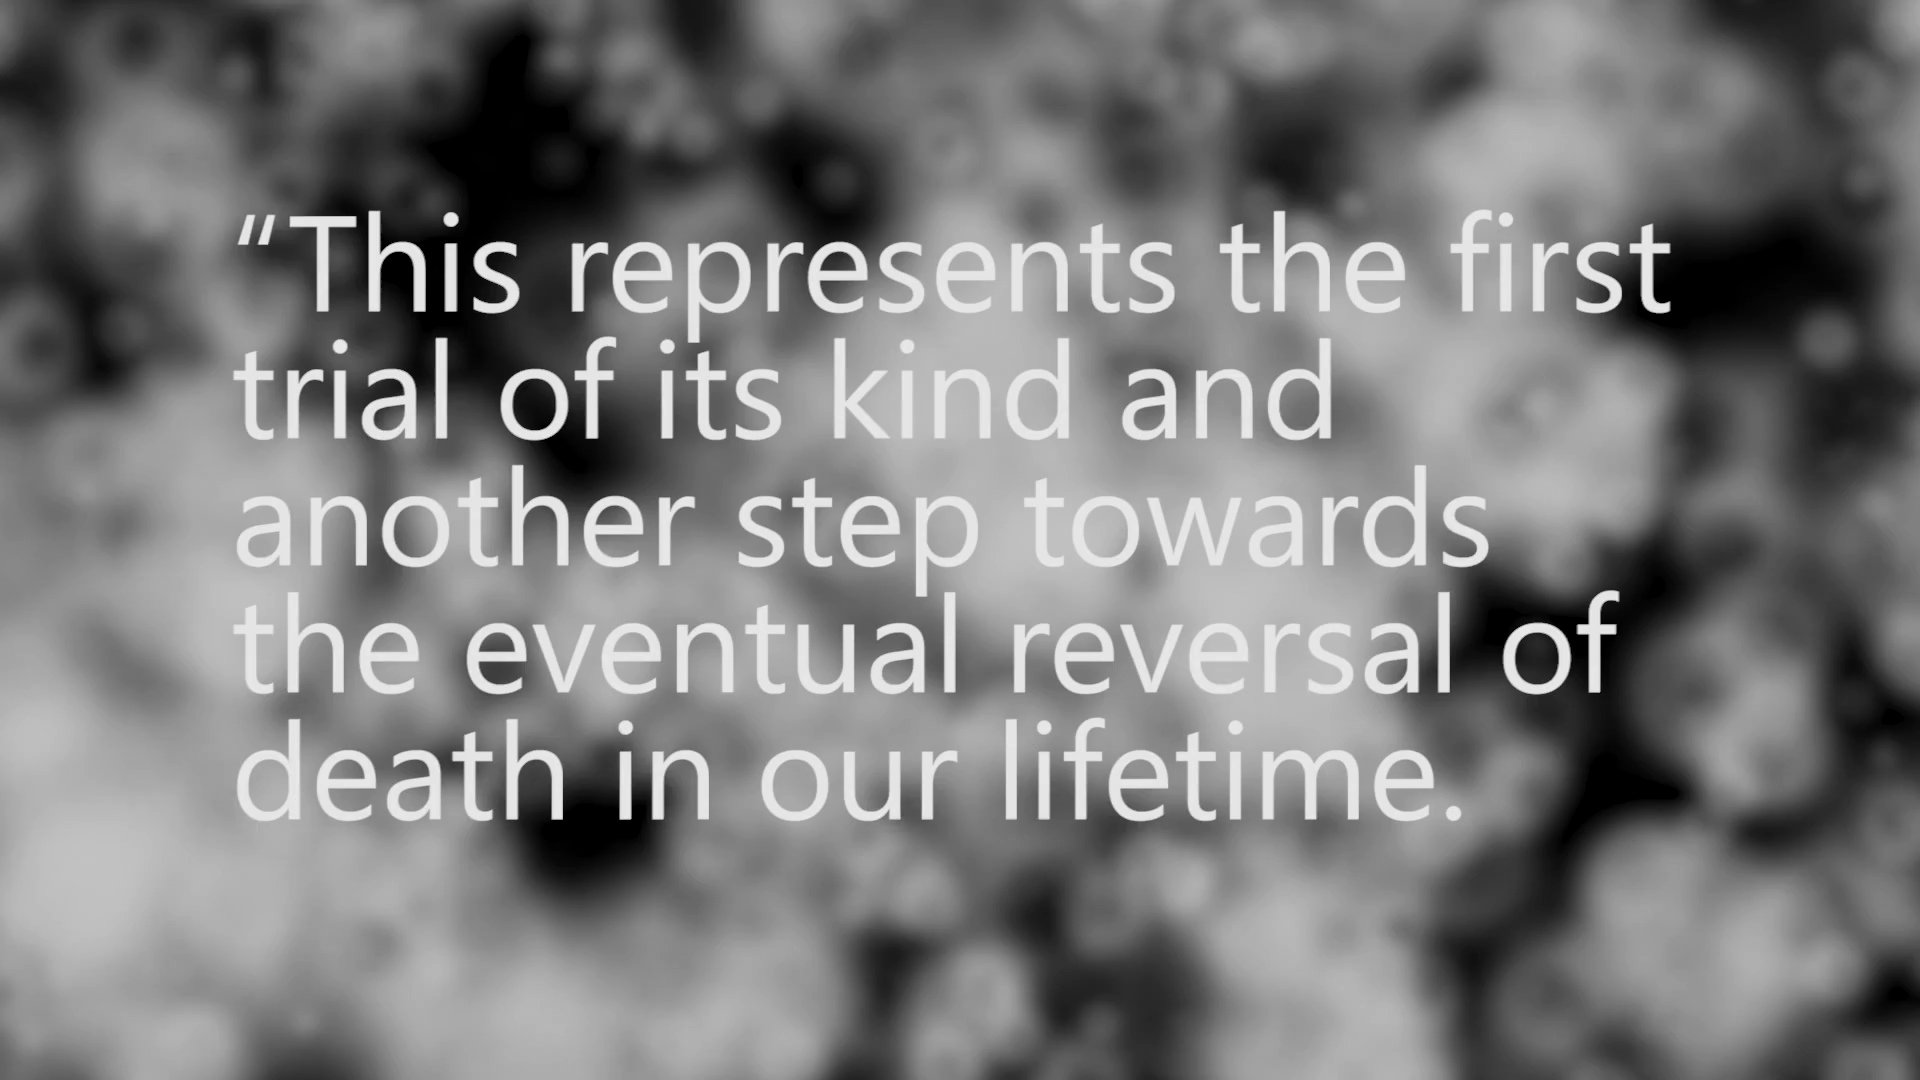 “This represents the first
trial of its kind and
another step towards
the eventual reversal of
death in our lifetime.